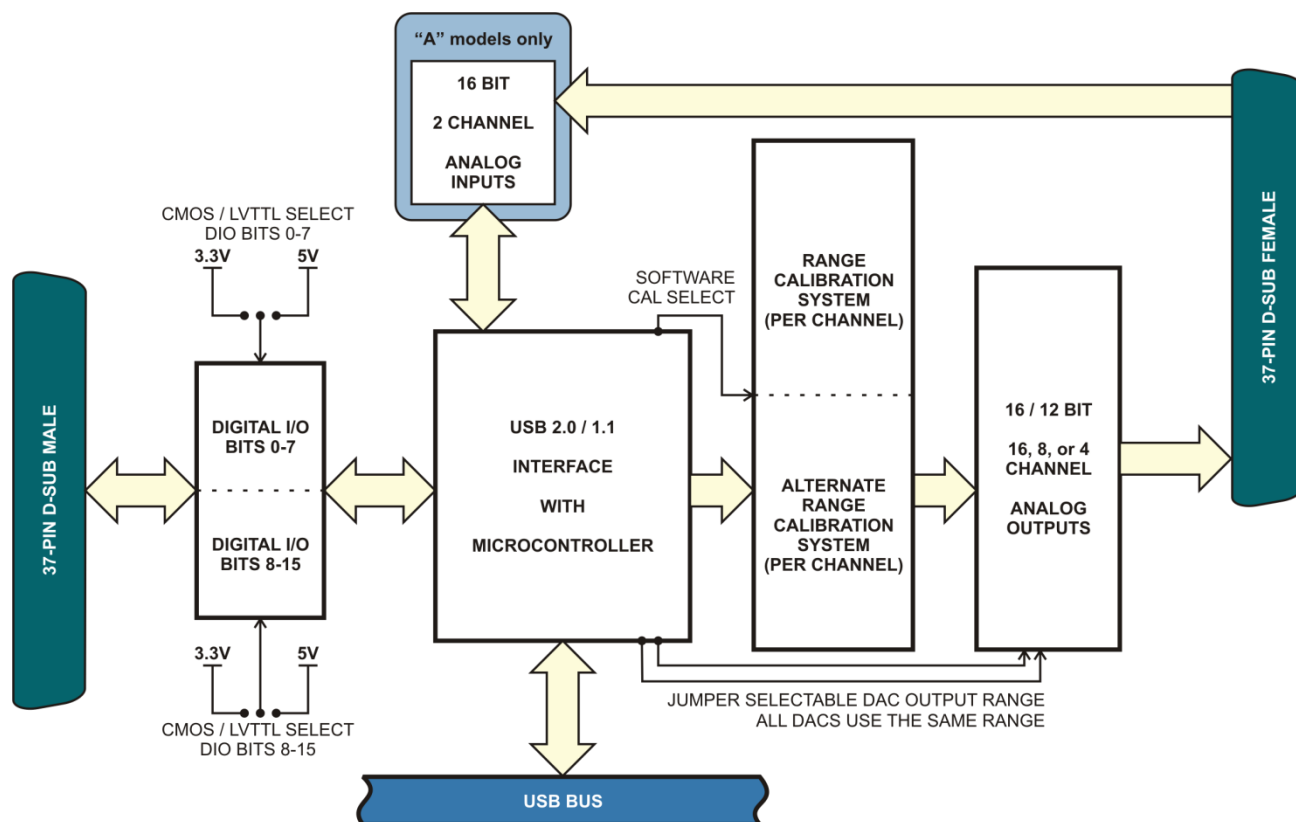 “A” models only
16 BIT
2 CHANNEL
ANALOG
INPUTS
CMOS / LVTTL SELECT
DIO BITS 0-7
3.3V
5V
37-PIN D-SUB MALE
DIGITAL I/O
BITS 0-7
DIGITAL I/O
BITS 8-15
3.3V
5V
CMOS / LVTTL SELECT
DIO BITS 8-15
USB 2.0 / 1.1
INTERFACE
WITH
MICROCONTROLLER
SOFTWARE
CAL SELECT
RANGE
CALIBRATION
SYSTEM
(PER CHANNEL)
ALTERNATE
RANGE
CALIBRATION
SYSTEM
(PER CHANNEL)
16 / 12 BIT
16, 8, or 4
CHANNEL
ANALOG
OUTPUTS
37-PIN D-SUB FEMALE
JUMPER SELECTABLE DAC OUTPUT RANGE
ALL DACS USE THE SAME RANGE
USB BUS